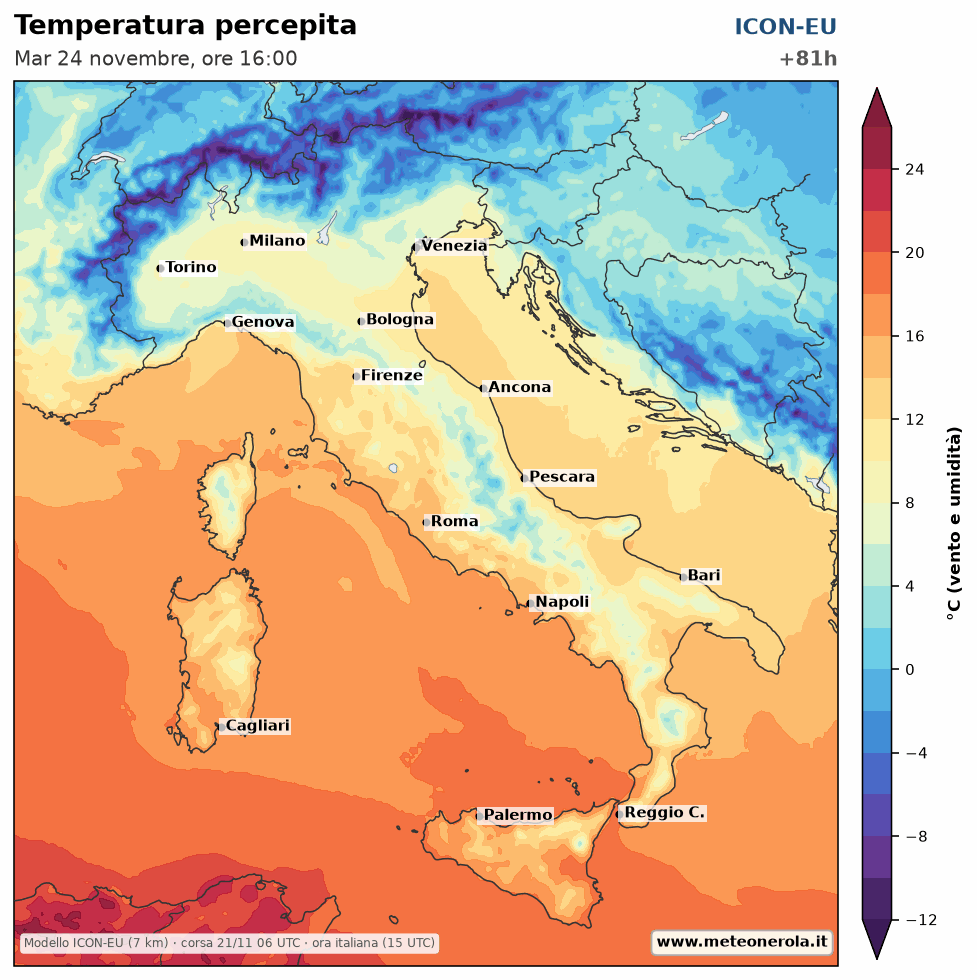 Temperatura percepita
ICON-EU
Mar 24 novembre, ore 16:00
+81h
Milano
Venezia
Torino
Genova
Bologna
Firenze
Ancona
Pescara
Roma
Bari
Napoli
Cagliari
Palermo
Reggio C.
24
20
16
12
8
4
0
−4
−8
−12
°C (vento e umidità)
Modello ICON-EU (7 km) · corsa 21/11 06 UTC · ora italiana (15 UTC)
www.meteonerola.it